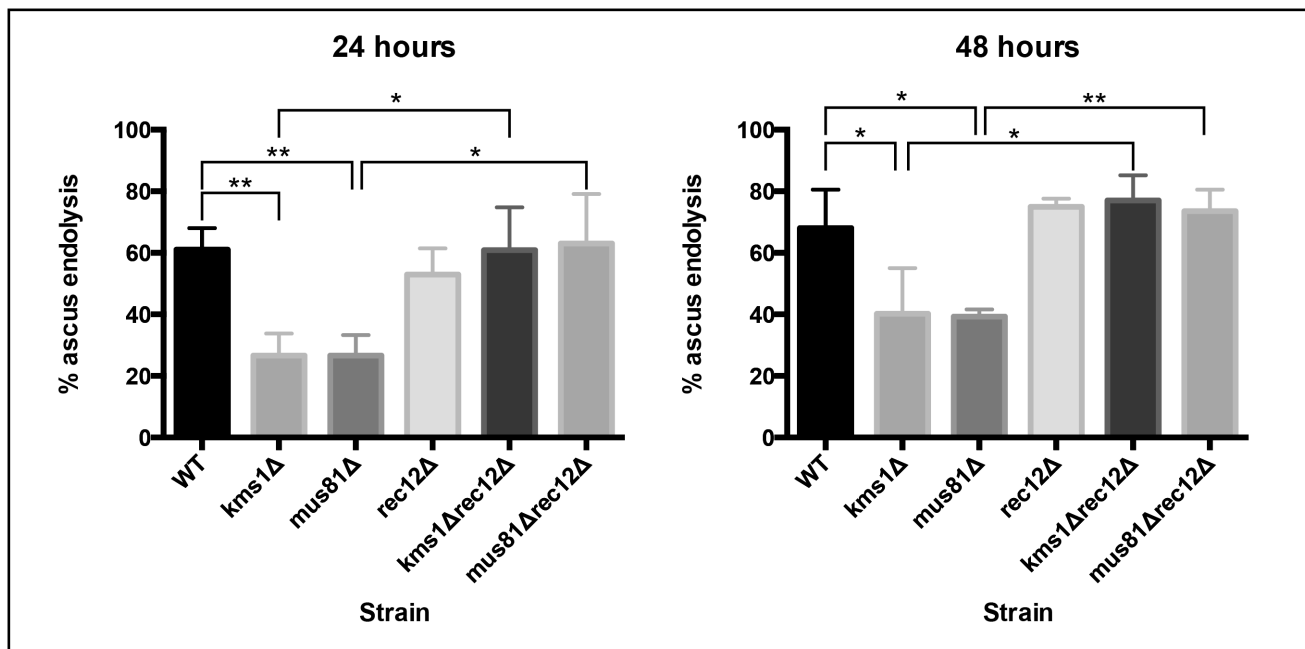 24 hours
*
**
*
**
100
80
60
40
20
0
% ascus endolysis
WT
kms1Δ
mus81Δ
rec12Δ
kms1Δrec12Δ
mus81Δrec12Δ
Strain
48 hours
*
**
*
*
100
80
60
40
20
0
% ascus endolysis
WT
kms1Δ
mus81Δ
rec12Δ
kms1Δrec12Δ
mus81Δrec12Δ
Strain